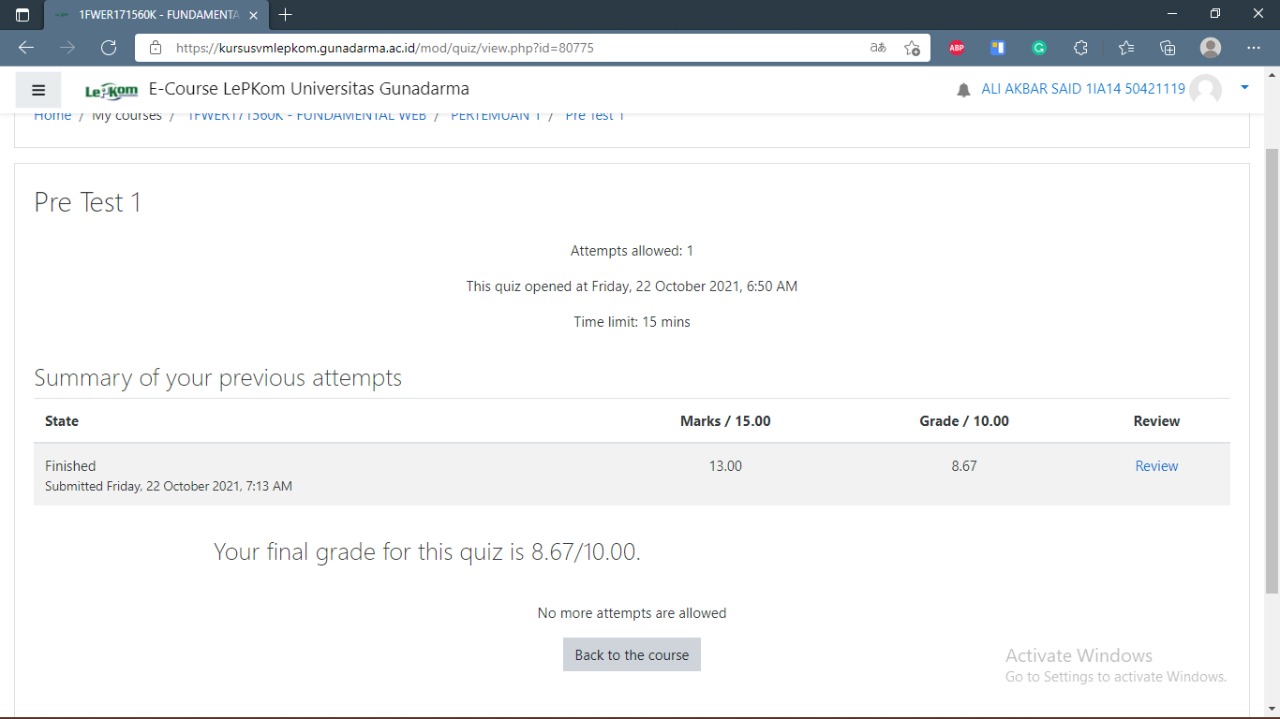 1FWER171560K - FUNDAMENTA
https://kursusvmlepkom.gunadarma.ac.id/mod/quiz/view.php?id=80775
aあ
ABP
LePKom E-Course LePKom Universitas Gunadarma
ALI AKBAR SAID 1IA14 50421119
Home / My courses / 1FWER171560K - FUNDAMENTAL WEB / PERTEMUAN 1 / Pre Test 1
Pre Test 1
Attempts allowed: 1
This quiz opened at Friday, 22 October 2021, 6:50 AM
Time limit: 15 mins
Summary of your previous attempts
State Marks / 15.00 Grade / 10.00 Review
Finished 13.00 8.67 Review
Submitted Friday, 22 October 2021, 7:13 AM
Your final grade for this quiz is 8.67/10.00.
No more attempts are allowed
Back to the course
Activate Windows
Go to Settings to activate Windows.